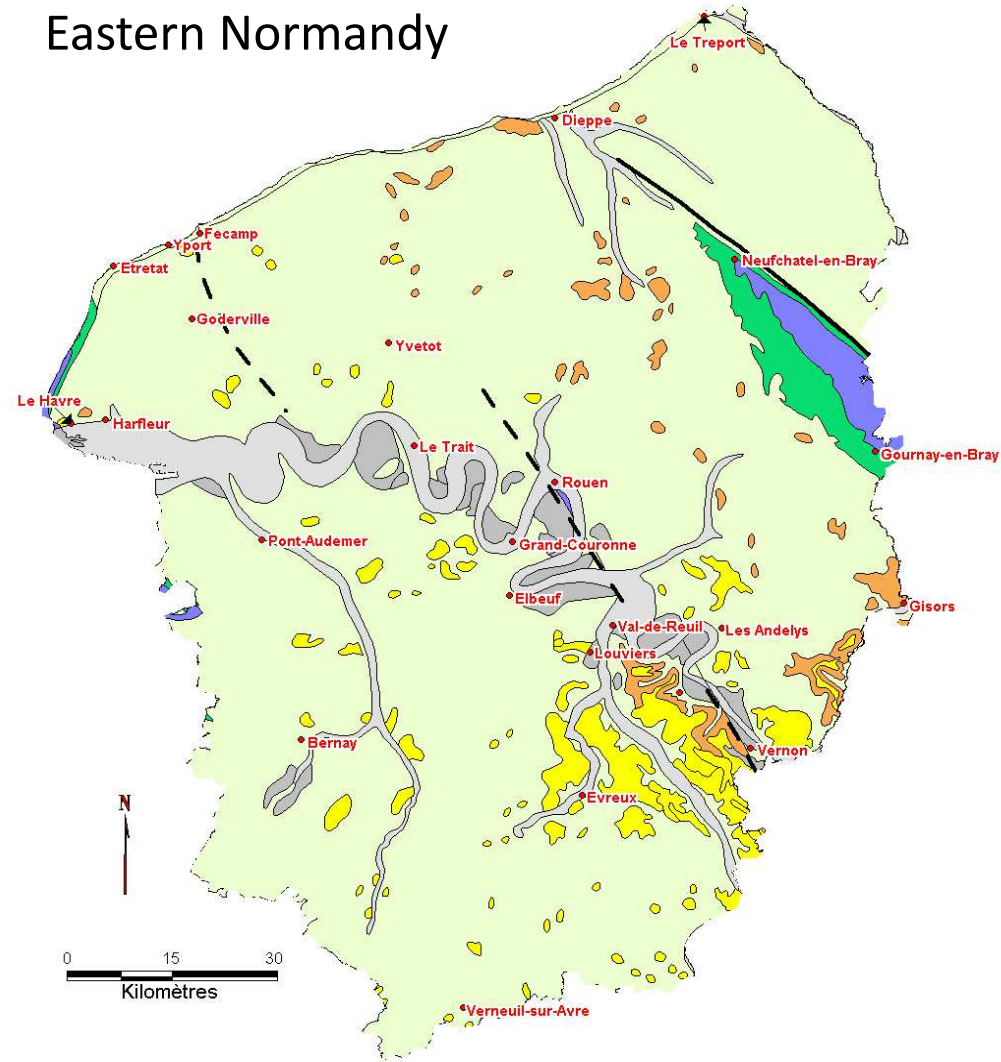 Eastern Normandy
Le Treport
Dieppe
Fecamp
Yport
Etretat
Neufchatel-en-Bray
Goderville
Yvetot
Le Havre
Harfleur
Le Trait
Gournay-en-Bray
Rouen
Pont-Audemer
Grand-Couronne
Elbeuf
Gisors
Val-de-Reuil
Les Andelys
Louviers
Bernay
Vernon
Evreux
N
0 15 30
Kilomètres
Verneuil-sur-Avre